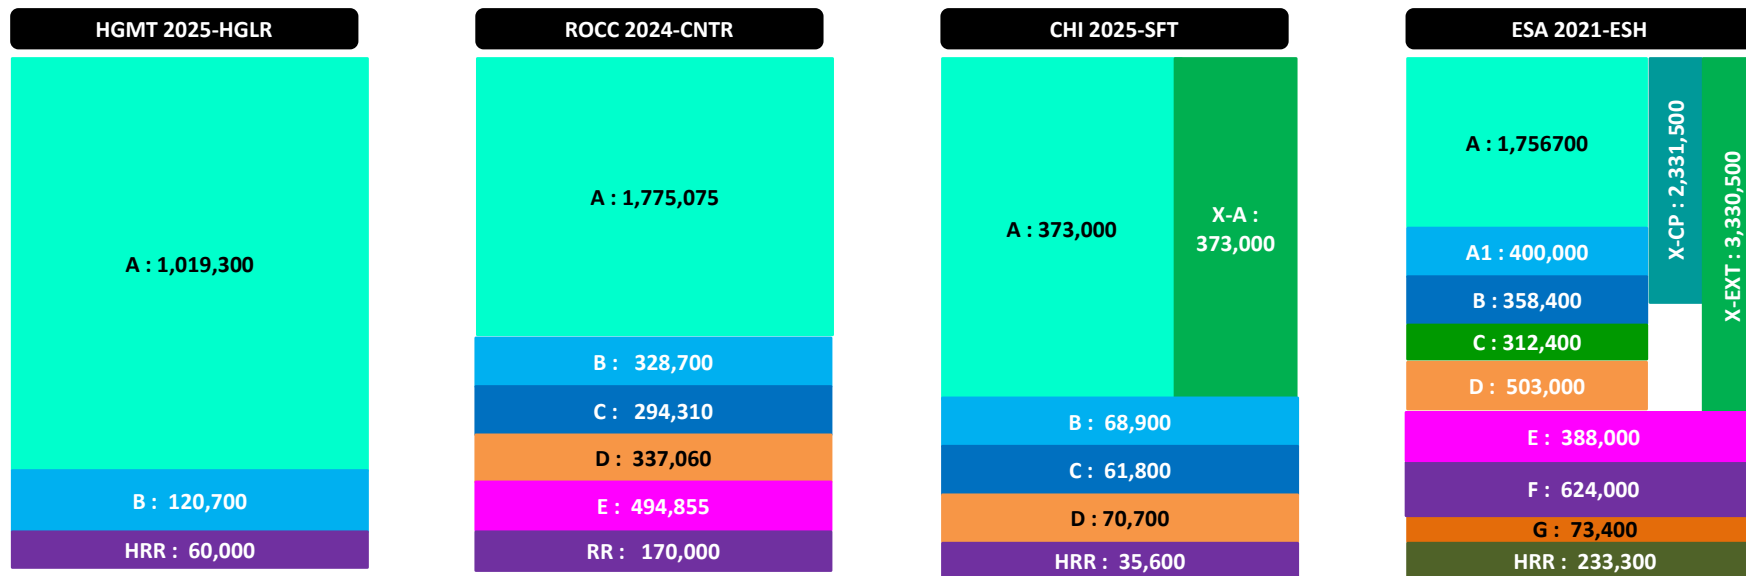 HGMT 2025-HGLR
A : 1,019,300
B : 120,700
HRR : 60,000
ROCC 2024-CNTR
A : 1,775,075
B : 328,700
C : 294,310
D : 337,060
E : 494,855
RR : 170,000
CHI 2025-SFT
A : 373,000
X-A :
373,000
B : 68,900
C : 61,800
D : 70,700
HRR : 35,600
ESA 2021-ESH
A : 1,756700
A1 : 400,000
B : 358,400
C : 312,400
D : 503,000
X-CP : 2,331,500
X-EXT : 3,330,500
E : 388,000
F : 624,000
G : 73,400
HRR : 233,300